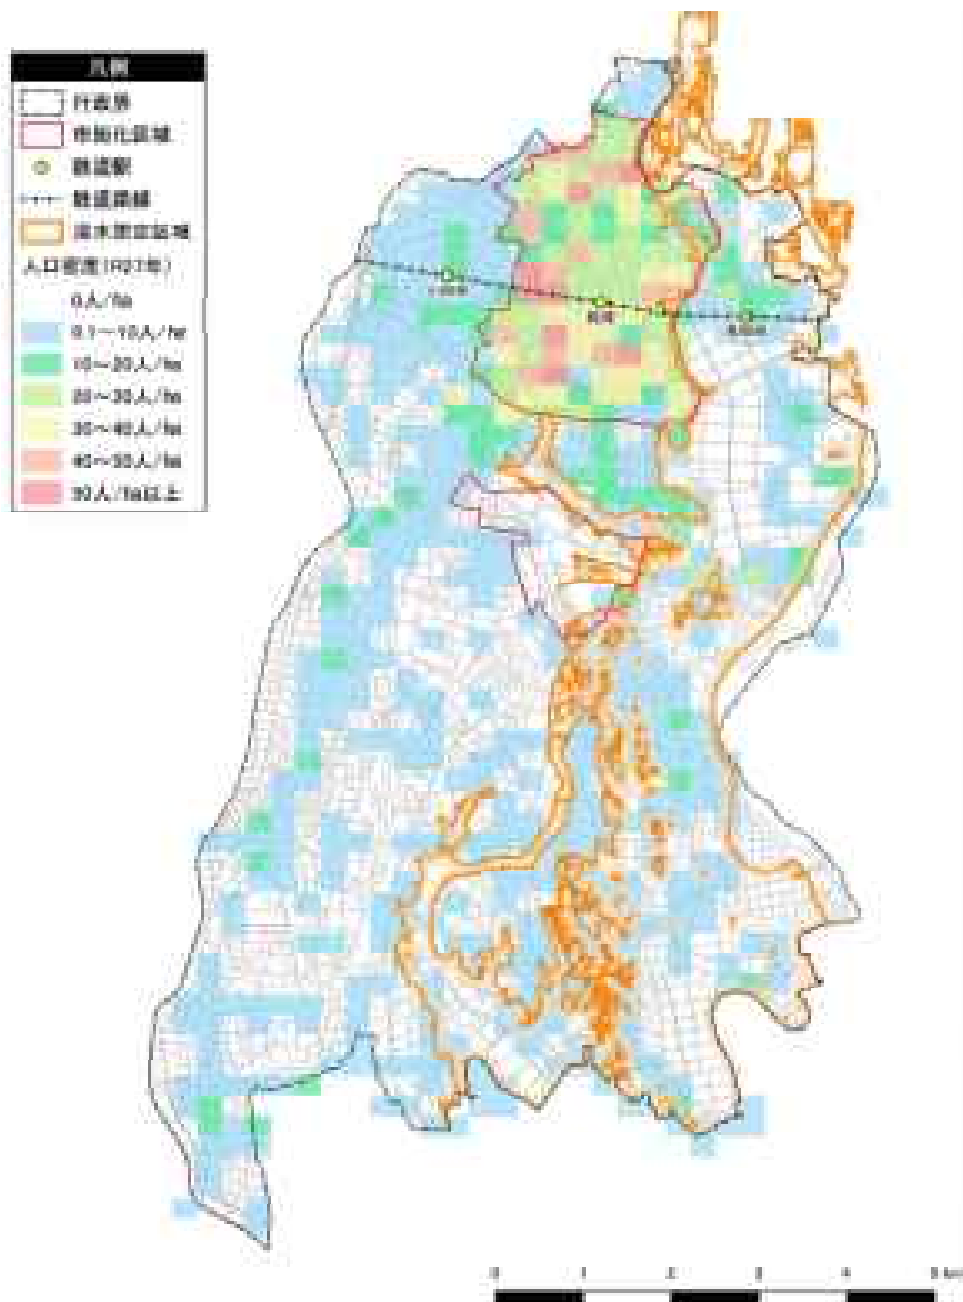 凡例
行政界
市街化区域
鉄道駅
鉄道路線
浸水想定区域
人口密度(H27年)
0人/ha
0.1～10人/ha
10～20人/ha
20～30人/ha
30～40人/ha
40～50人/ha
50人/ha以上
0 1 2 3 4 5 km